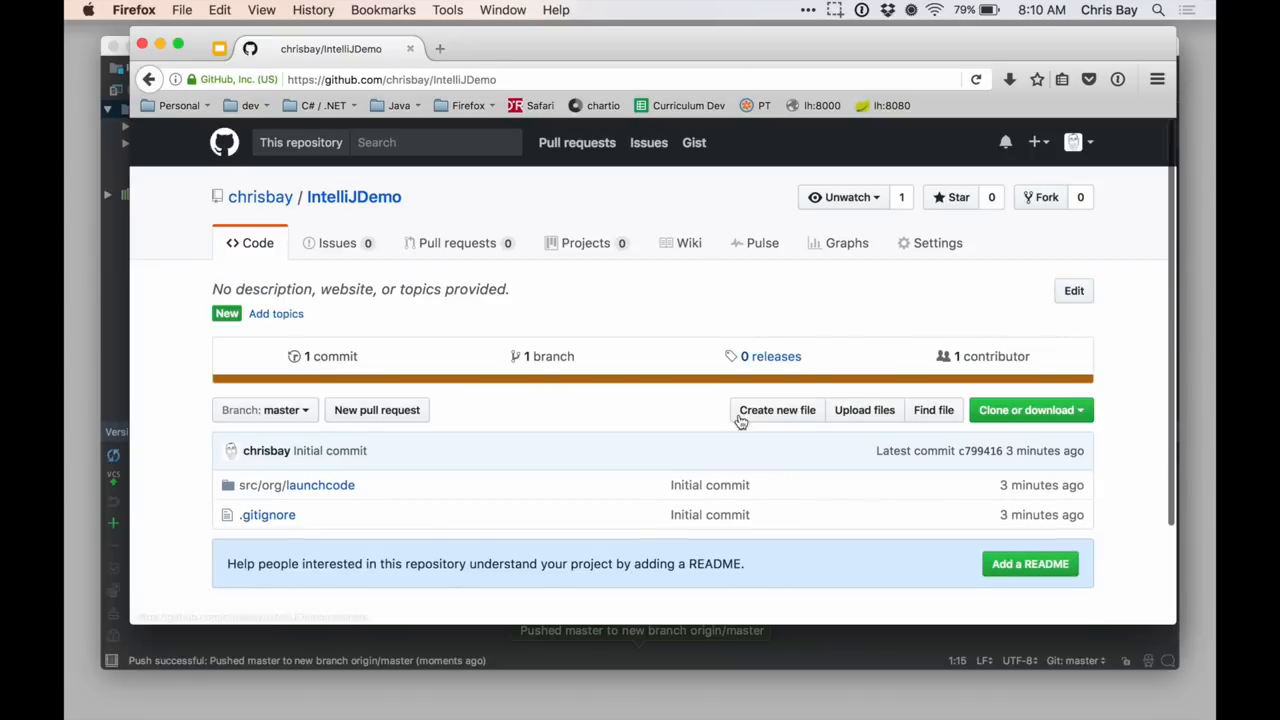 Firefox File Edit View History Bookmarks Tools Window Help 79% 8:10 AM Chris Bay
chrisbay/IntelliJDemo
GitHub, Inc. (US) https://github.com/chrisbay/IntelliJDemo
Personal dev C# / .NET Java Firefox Safari chartio Curriculum Dev PT lh:8000 lh:8080
This repository Search Pull requests Issues Gist
chrisbay / IntelliJDemo Unwatch 1 Star 0 Fork 0
Code Issues 0 Pull requests 0 Projects 0 Wiki Pulse Graphs Settings
No description, website, or topics provided. Edit
New Add topics
1 commit 1 branch 0 releases 1 contributor
Branch: master New pull request Create new file Upload files Find file Clone or download
chrisbay Initial commit Latest commit c799416 3 minutes ago
src/org/launchcode Initial commit 3 minutes ago
.gitignore Initial commit 3 minutes ago
Help people interested in this repository understand your project by adding a README. Add a README
Versi
VCS
Pushed master to new branch origin/master
Push successful: Pushed master to new branch origin/master (moments ago) 1:15 LF UTF-8 Git: master